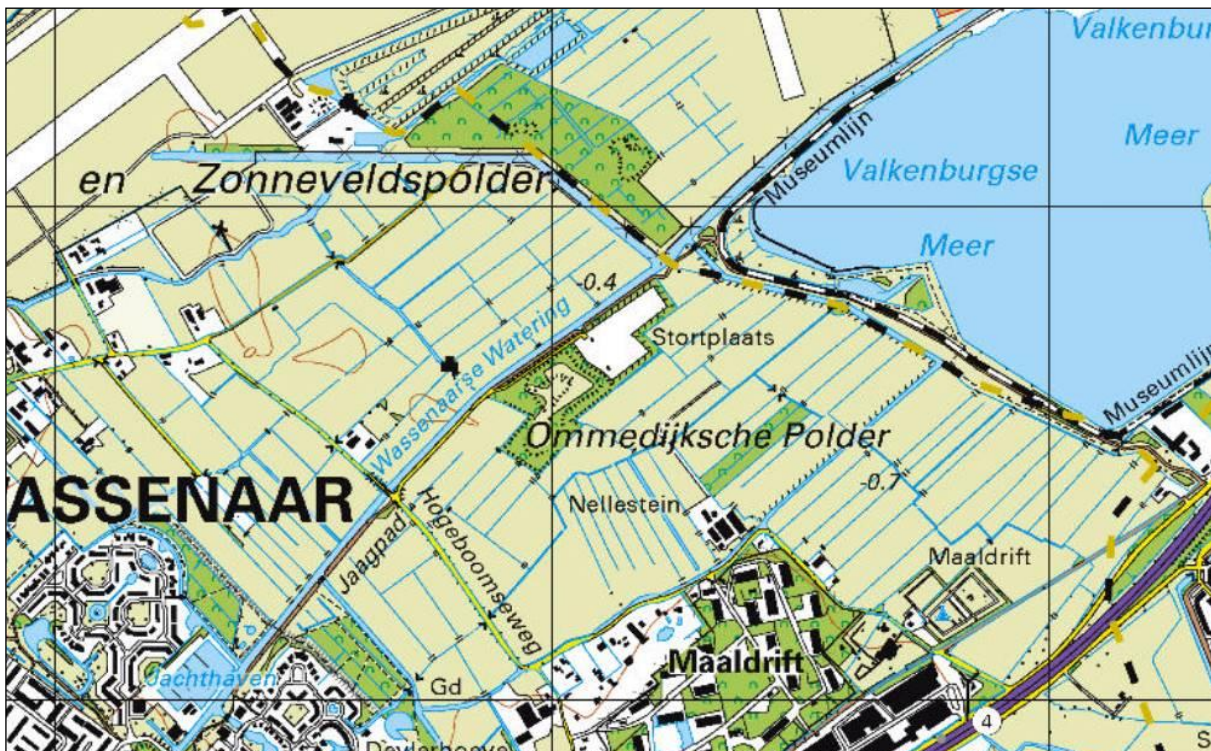 Valkenbur
Meer
Museumlijn
Valkenburgse
Meer
en Zonneveldspolder
-0.4
Stortplaats
Wassenaarse Watering
Museumlijn
Ommedijksche Polder
-0.7
ASSENAAR
Nellestein
Hogeboomseweg
Jaagpad
Maaldrift
Maaldrift
Jachthaven
Gd
4
S